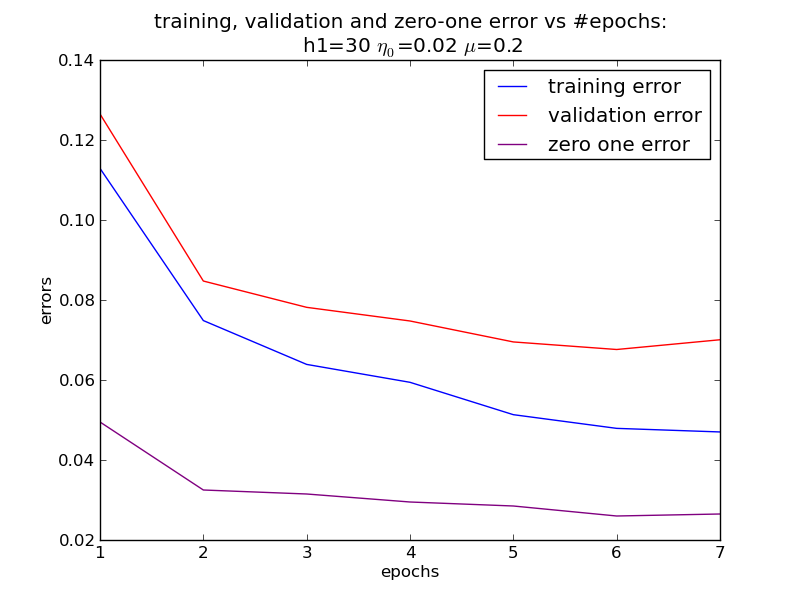 training, validation and zero-one error vs #epochs:
h1=30 η₀=0.02 μ=0.2
training error
validation error
zero one error
0.14
0.12
0.10
0.08
0.06
0.04
0.02
errors
1 2 3 4 5 6 7
epochs